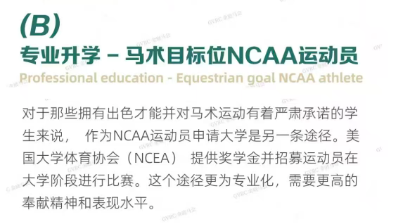 (B)
专业升学 – 马术目标位NCAA运动员
Professional education - Equestrian goal NCAA athlete
对于那些拥有出色才能并对马术运动有着严肃承诺的学
生来说， 作为NCAA运动员申请大学是另一条途径。美
国大学体育协会（NCEA） 提供奖学金并招募运动员在
大学阶段进行比赛。这个途径更为专业化，需要更高的
奉献精神和表现水平。